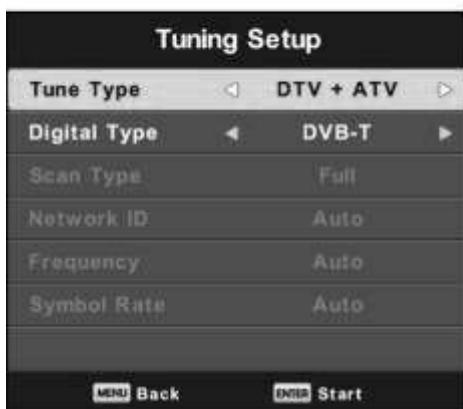 Tuning Setup
Tune Type DTV + ATV
Digital Type DVB-T
Scan Type Full
Network ID Auto
Frequency Auto
Symbol Rate Auto
MENU Back ENTER Start